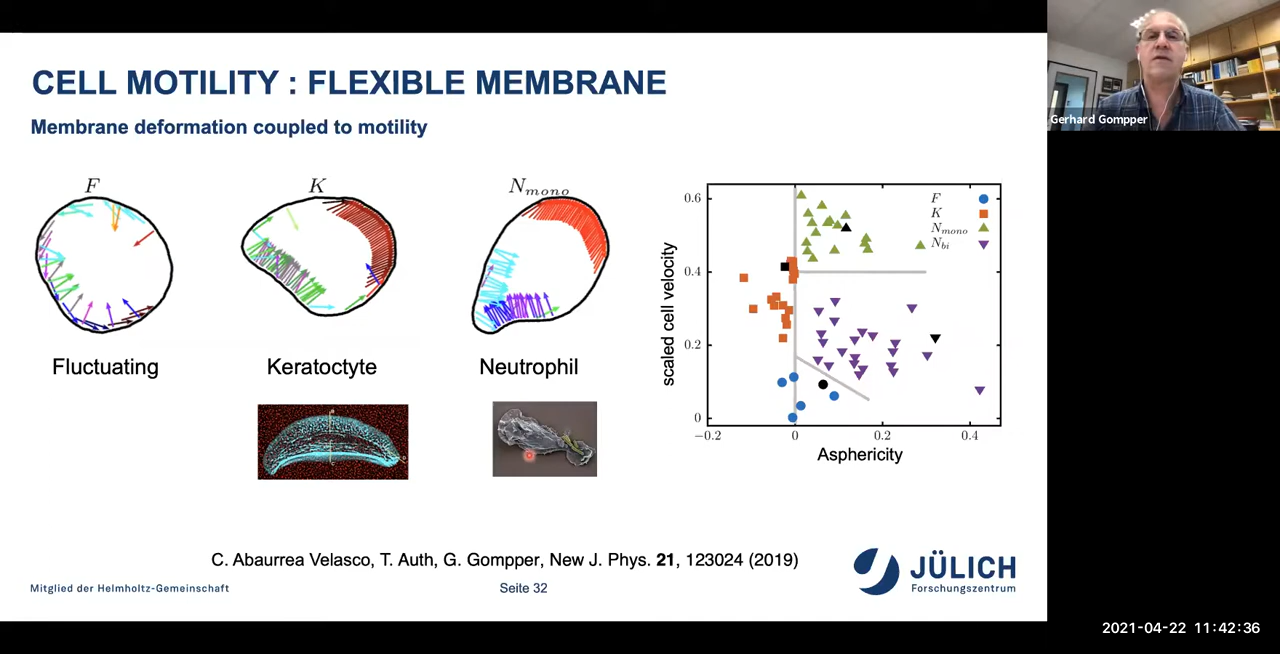 CELL MOTILITY : FLEXIBLE MEMBRANE
Membrane deformation coupled to motility
F
K
N_mono
Fluctuating
Keratoctyte
Neutrophil
scaled cell velocity
0.6
0.4
0.2
0
−0.2
0
0.2
0.4
Asphericity
F
K
N_mono
N_bi
C. Abaurrea Velasco, T. Auth, G. Gompper, New J. Phys. 21, 123024 (2019)
Mitglied der Helmholtz-Gemeinschaft
Seite 32
JÜLICH
Forschungszentrum
Gerhard Gompper
2021-04-22 11:42:36